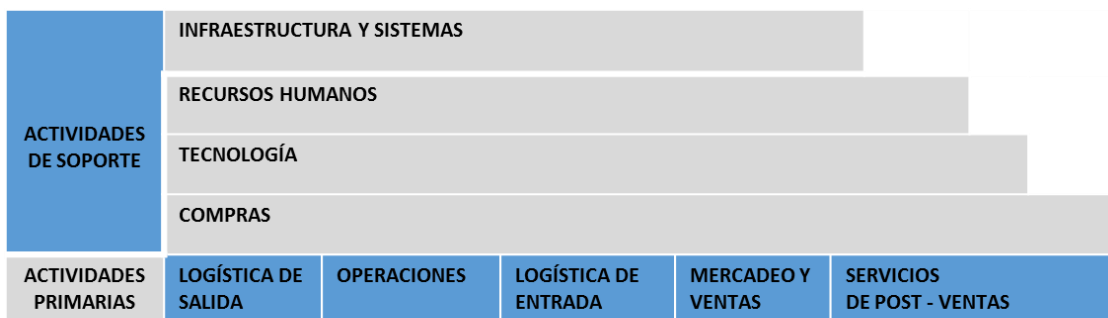 INFRAESTRUCTURA Y SISTEMAS
RECURSOS HUMANOS
ACTIVIDADES
DE SOPORTE
TECNOLOGÍA
COMPRAS
ACTIVIDADES
PRIMARIAS
LOGÍSTICA DE
SALIDA
OPERACIONES
LOGÍSTICA DE
ENTRADA
MERCADEO Y
VENTAS
SERVICIOS
DE POST - VENTAS